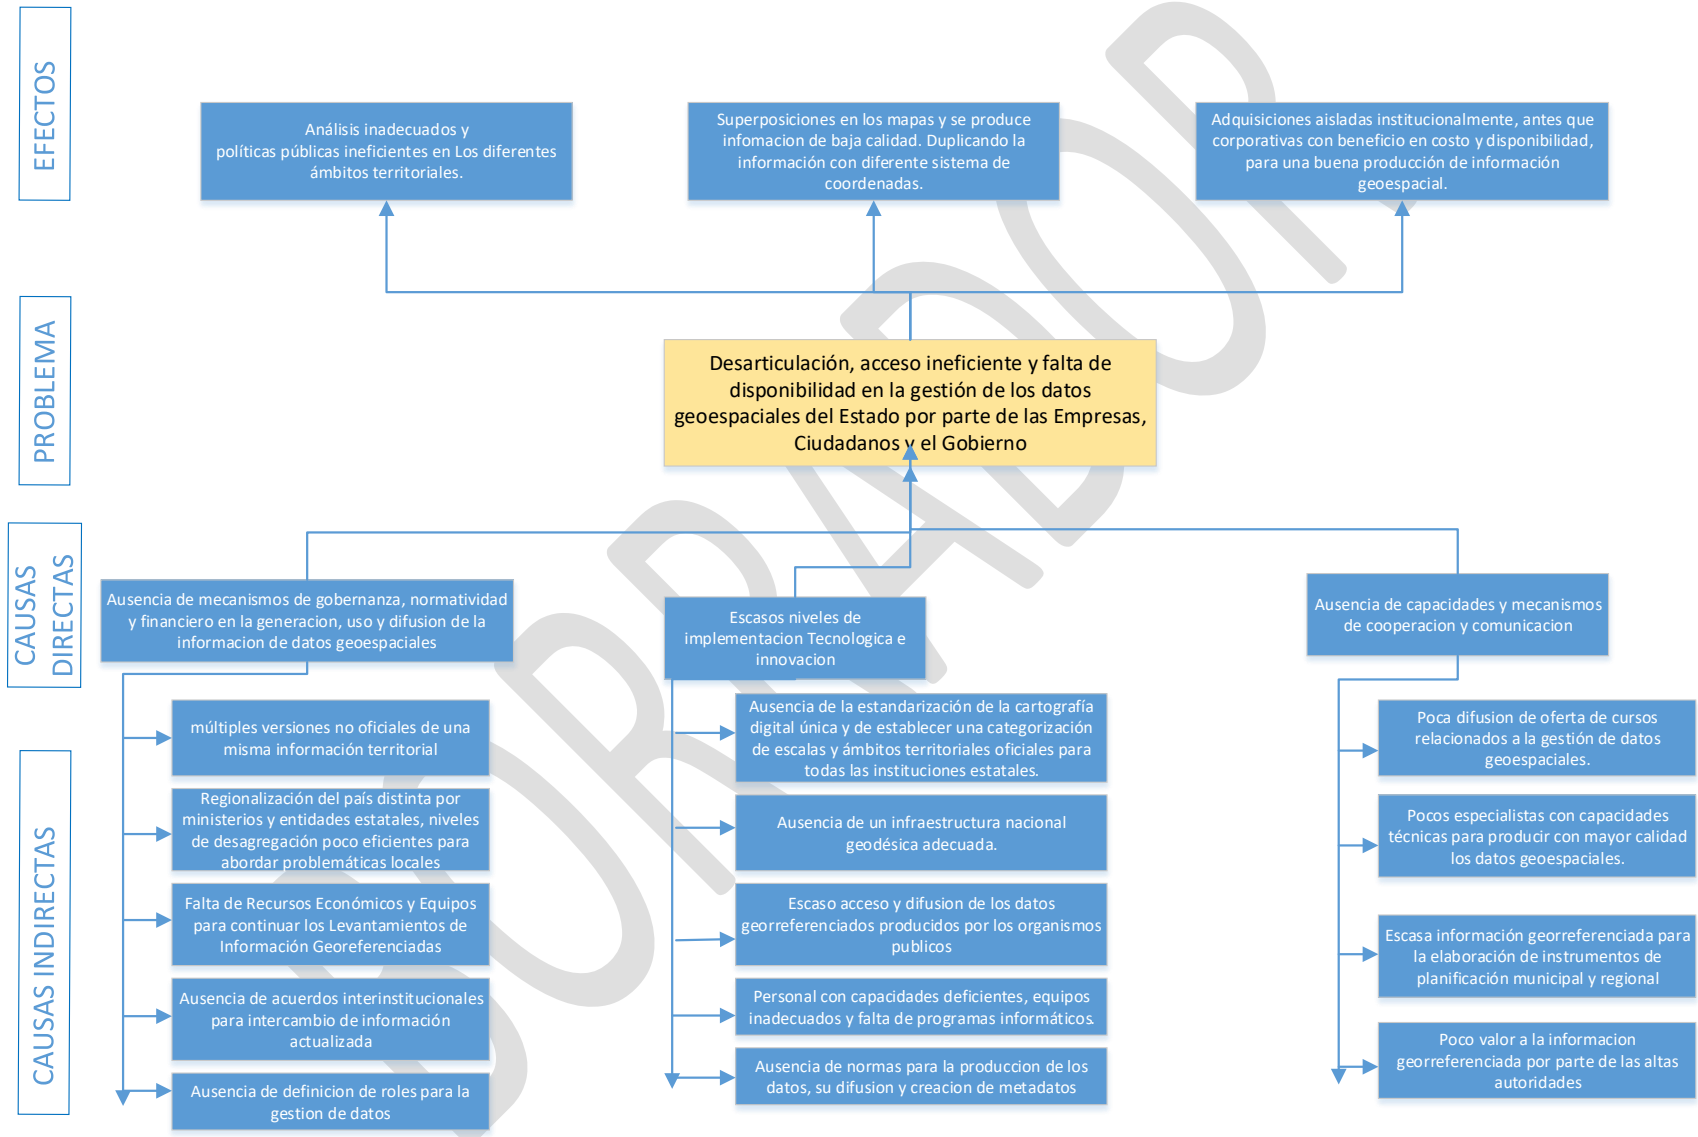 EFECTOS
Análisis inadecuados y
políticas públicas ineficientes en Los diferentes
ámbitos territoriales.
Superposiciones en los mapas y se produce
infomacion de baja calidad. Duplicando la
información con diferente sistema de
coordenadas.
Adquisiciones aisladas institucionalmente, antes que
corporativas con beneficio en costo y disponibilidad,
para una buena producción de información
geoespacial.
PROBLEMA
Desarticulación, acceso ineficiente y falta de
disponibilidad en la gestión de los datos
geoespaciales del Estado por parte de las Empresas,
Ciudadanos y el Gobierno
CAUSAS
DIRECTAS
Ausencia de mecanismos de gobernanza, normatividad
y financiero en la generacion, uso y difusion de la
informacion de datos geoespaciales
Escasos niveles de
implementacion Tecnologica e
innovacion
Ausencia de capacidades y mecanismos
de cooperacion y comunicacion
CAUSAS INDIRECTAS
múltiples versiones no oficiales de una
misma información territorial
Regionalización del país distinta por
ministerios y entidades estatales, niveles
de desagregación poco eficientes para
abordar problemáticas locales
Falta de Recursos Económicos y Equipos
para continuar los Levantamientos de
Información Georeferenciadas
Ausencia de acuerdos interinstitucionales
para intercambio de información
actualizada
Ausencia de definicion de roles para la
gestion de datos
Ausencia de la estandarización de la cartografía
digital única y de establecer una categorización
de escalas y ámbitos territoriales oficiales para
todas las instituciones estatales.
Ausencia de un infraestructura nacional
geodésica adecuada.
Escaso acceso y difusion de los datos
georreferenciados producidos por los organismos
publicos
Personal con capacidades deficientes, equipos
inadecuados y falta de programas informáticos.
Ausencia de normas para la produccion de los
datos, su difusion y creacion de metadatos
Poca difusion de oferta de cursos
relacionados a la gestión de datos
geoespaciales.
Pocos especialistas con capacidades
técnicas para producir con mayor calidad
los datos geoespaciales.
Escasa información georreferenciada para
la elaboración de instrumentos de
planificación municipal y regional
Poco valor a la informacion
georreferenciada por parte de las altas
autoridades
BORRADOR